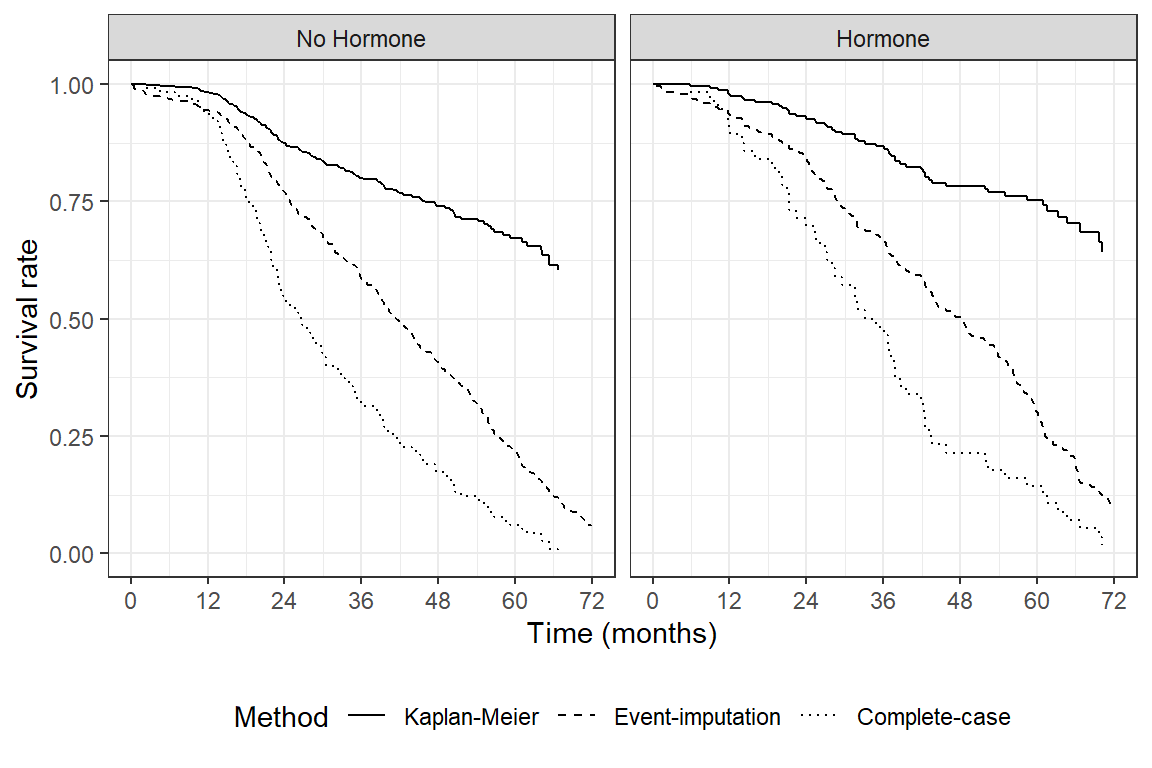 No Hormone Hormone
1.00
0.75
0.50
0.25
0.00
Survival rate
0 12 24 36 48 60 72 0 12 24 36 48 60 72
Time (months)
Method Kaplan-Meier Event-imputation Complete-case